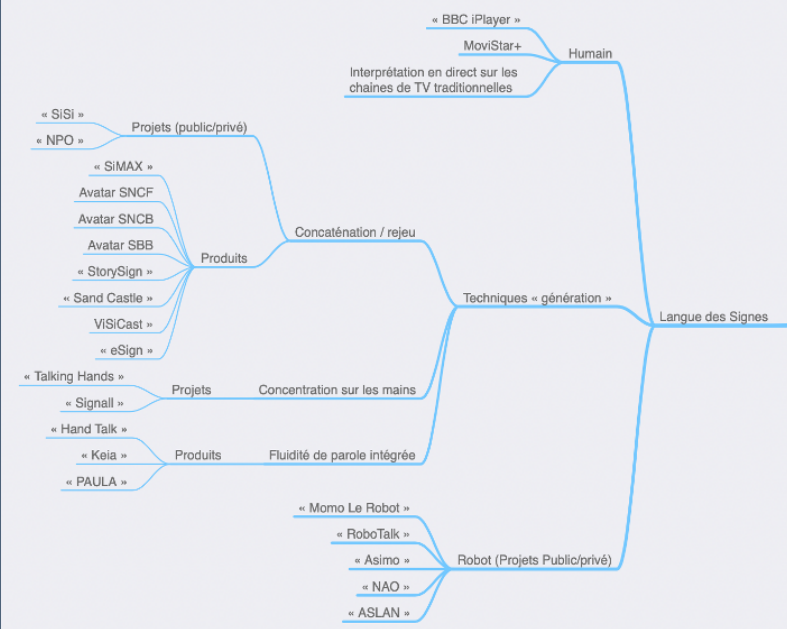 « BBC iPlayer »
MoviStar+
Humain
Interprétation en direct sur les
chaines de TV traditionnelles
« SiSi »
Projets (public/privé)
« NPO »
« SiMAX »
Avatar SNCF
Avatar SNCB
Avatar SBB
« StorySign »
« Sand Castle »
ViSiCast »
« eSign »
Produits
Concaténation / rejeu
Techniques « génération »
Langue des Signes
« Talking Hands »
« Signall »
Projets
Concentration sur les mains
« Hand Talk »
« Keia »
« PAULA »
Produits
Fluidité de parole intégrée
« Momo Le Robot »
« RoboTalk »
« Asimo »
« NAO »
« ASLAN »
Robot (Projets Public/privé)